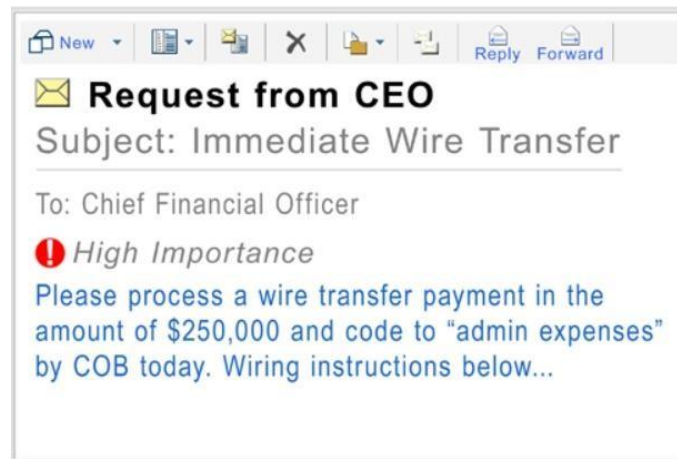 New
Reply Forward
Request from CEO
Subject: Immediate Wire Transfer
To: Chief Financial Officer
High Importance
Please process a wire transfer payment in the
amount of $250,000 and code to “admin expenses”
by COB today. Wiring instructions below...